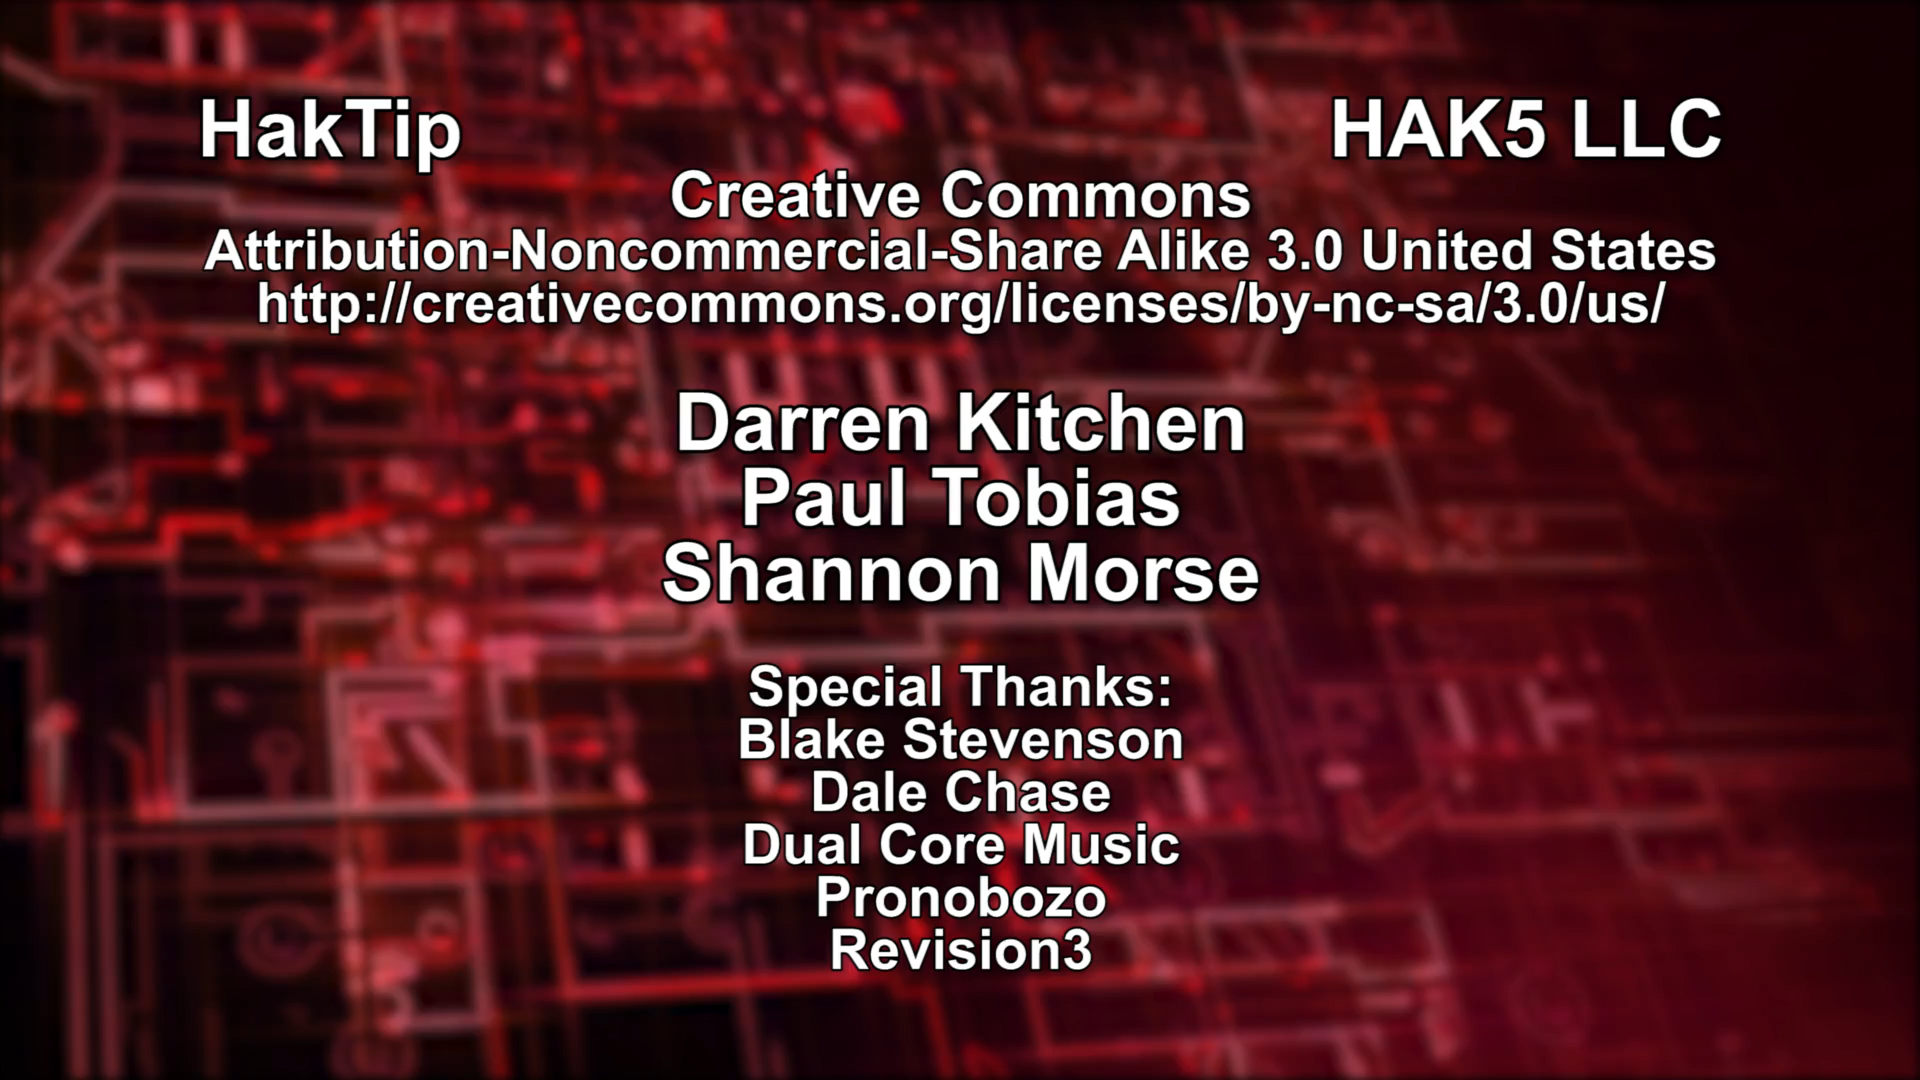 HakTip HAK5 LLC
Creative Commons
Attribution-Noncommercial-Share Alike 3.0 United States
http://creativecommons.org/licenses/by-nc-sa/3.0/us/
Darren Kitchen
Paul Tobias
Shannon Morse
Special Thanks:
Blake Stevenson
Dale Chase
Dual Core Music
Pronobozo
Revision3